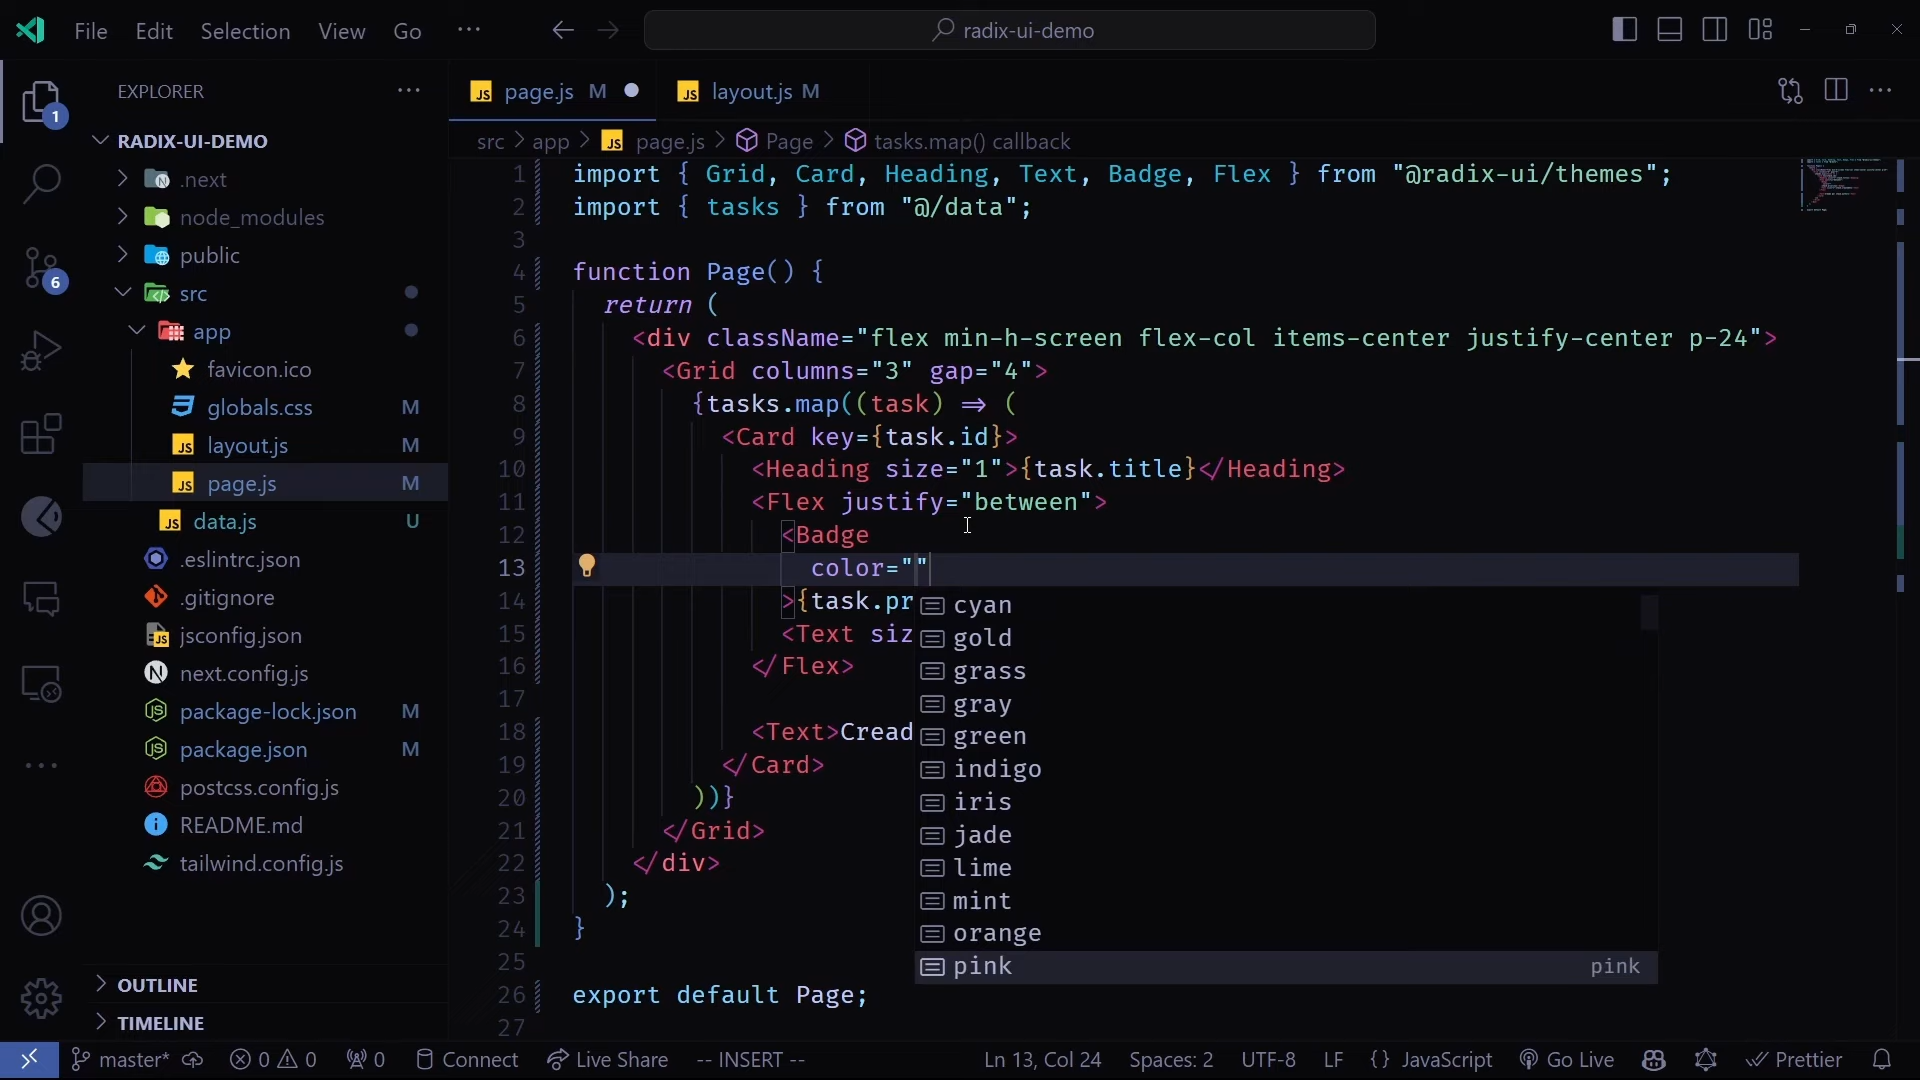 File Edit Selection View Go ···
radix-ui-demo
EXPLORER ···
RADIX-UI-DEMO
.next
node_modules
public
src
app
favicon.ico
globals.css M
layout.js M
page.js M
data.js U
.eslintrc.json
.gitignore
jsconfig.json
next.config.js
package-lock.json M
package.json M
postcss.config.js
README.md
tailwind.config.js
OUTLINE
TIMELINE
1
6
JS page.js M JS layout.js M
src > app > JS page.js > Page > tasks.map() callback
1 import { Grid, Card, Heading, Text, Badge, Flex } from "@radix-ui/themes";
2 import { tasks } from "@/data";
3
4 function Page() {
5 return (
6 <div className="flex min-h-screen flex-col items-center justify-center p-24">
7 <Grid columns="3" gap="4">
8 {tasks.map((task) => (
9 <Card key={task.id}>
10 <Heading size="1">{task.title}</Heading>
11 <Flex justify="between">
12 <Badge
13 color=""
14 >{task.pr
15 <Text siz
16 </Flex>
17
18 <Text>Cread
19 </Card>
20 ))}
21 </Grid>
22 </div>
23 );
24 }
25
26 export default Page;
27
cyan
gold
grass
gray
green
indigo
iris
jade
lime
mint
orange
pink pink
master* 0 0 0 Connect Live Share -- INSERT -- Ln 13, Col 24 Spaces: 2 UTF-8 LF {} JavaScript Go Live Prettier